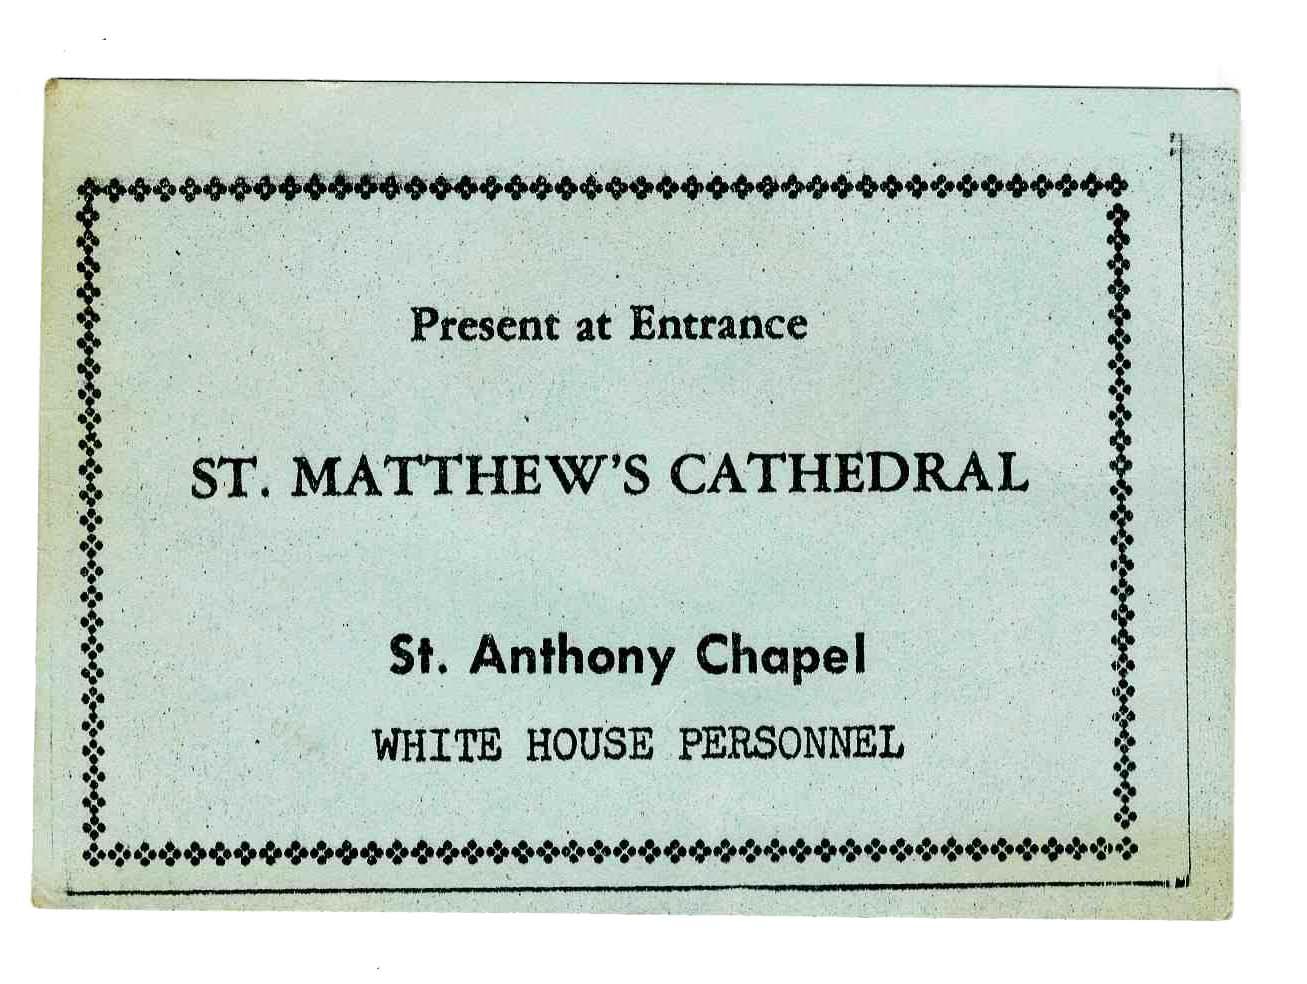 Present at Entrance
ST. MATTHEW'S CATHEDRAL
St. Anthony Chapel
WHITE HOUSE PERSONNEL